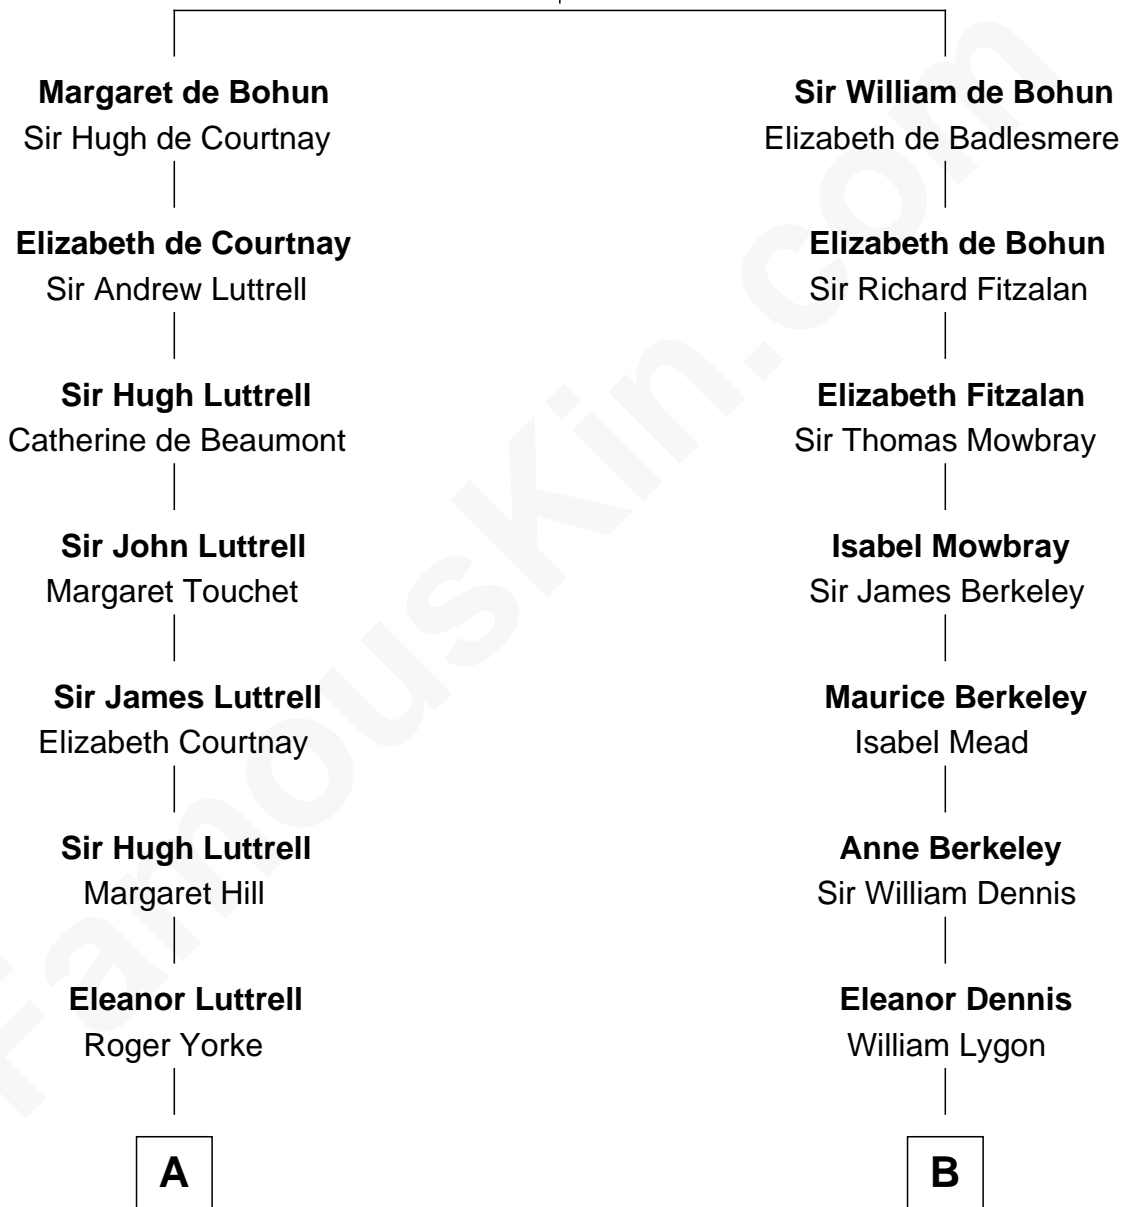 Margaret de Bohun
Sir Hugh de Courtnay
Elizabeth de Courtnay
Sir Andrew Luttrell
Sir Hugh Luttrell
Catherine de Beaumont
Sir John Luttrell
Margaret Touchet
Sir James Luttrell
Elizabeth Courtnay
Sir Hugh Luttrell
Margaret Hill
Eleanor Luttrell
Roger Yorke
A
Sir William de Bohun
Elizabeth de Badlesmere
Elizabeth de Bohun
Sir Richard Fitzalan
Elizabeth Fitzalan
Sir Thomas Mowbray
Isabel Mowbray
Sir James Berkeley
Maurice Berkeley
Isabel Mead
Anne Berkeley
Sir William Dennis
Eleanor Dennis
William Lygon
B
FamousKin.com